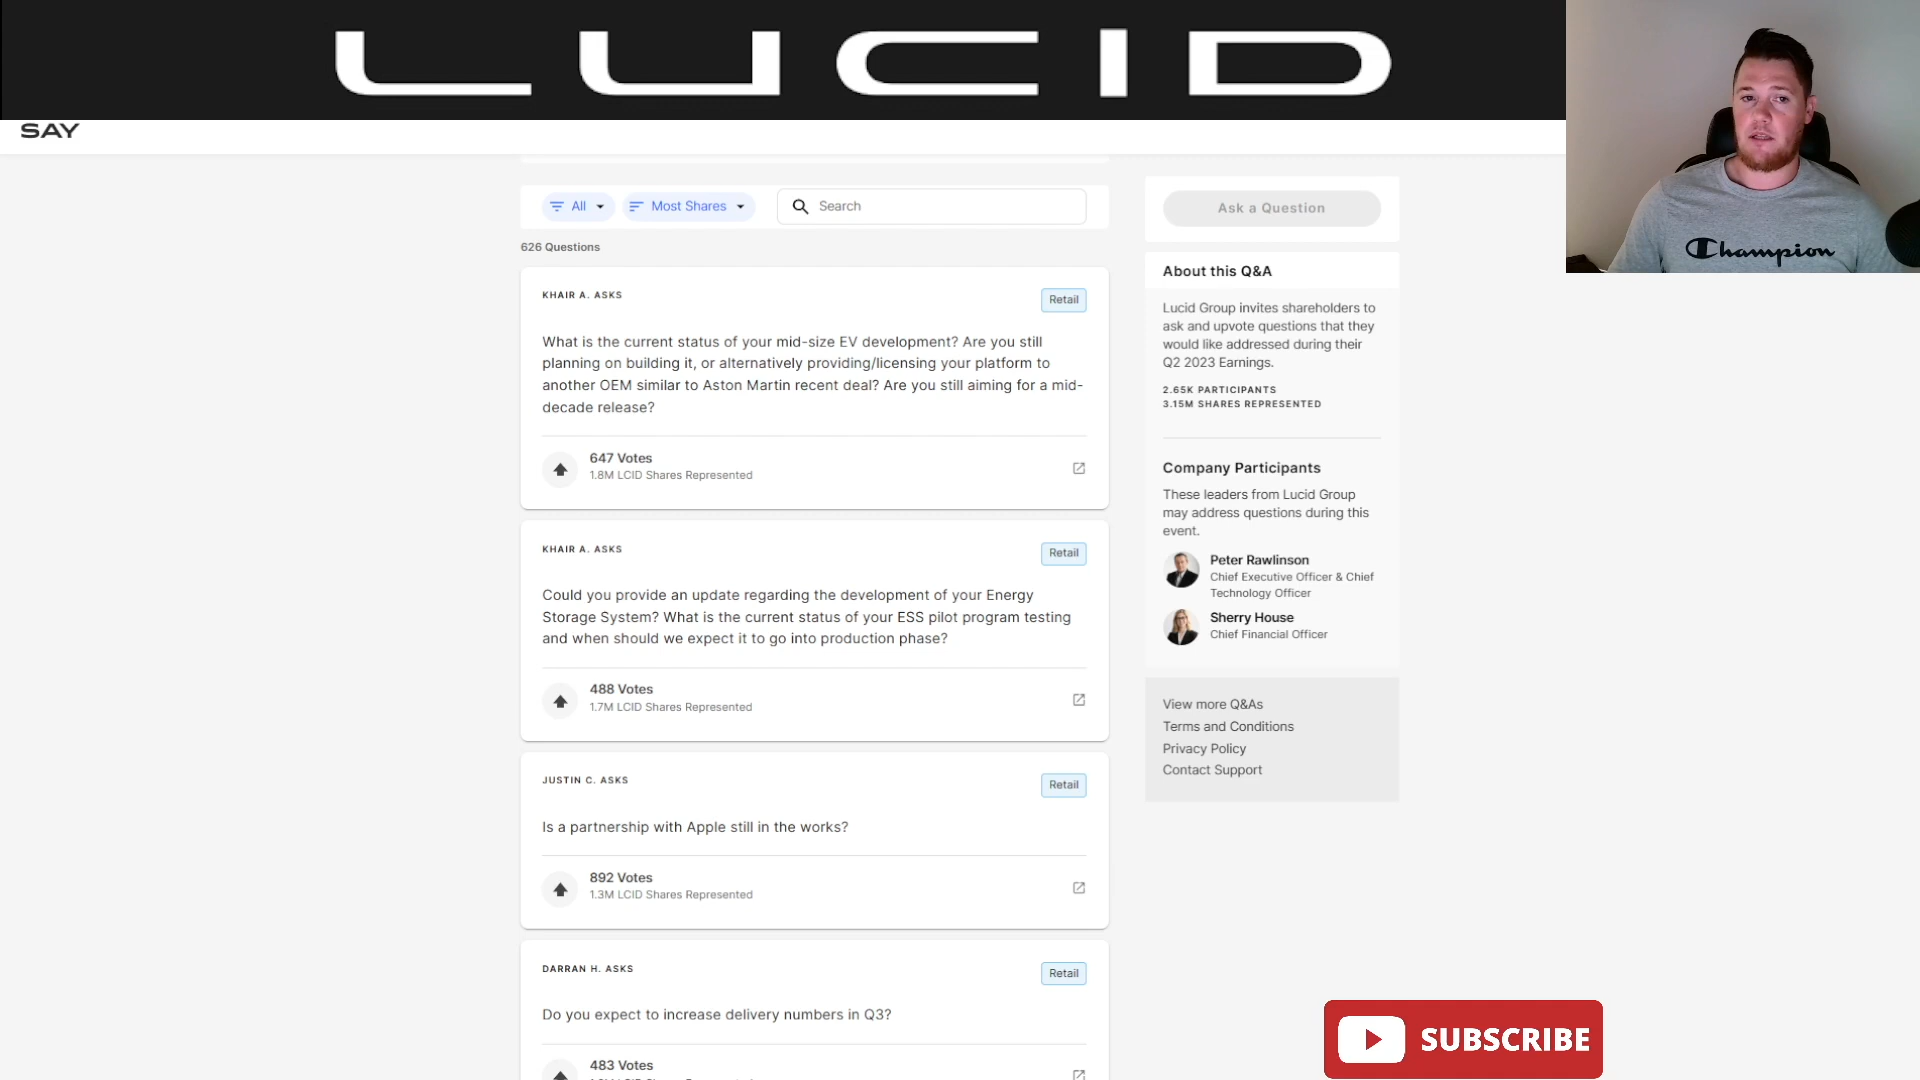 LUCID
SAY
All
Most Shares
Search
626 Questions
KHAIR A. ASKS
Retail
What is the current status of your mid-size EV development? Are you still
planning on building it, or alternatively providing/licensing your platform to
another OEM similar to Aston Martin recent deal? Are you still aiming for a mid-
decade release?
647 Votes
1.8M LCID Shares Represented
KHAIR A. ASKS
Retail
Could you provide an update regarding the development of your Energy
Storage System? What is the current status of your ESS pilot program testing
and when should we expect it to go into production phase?
488 Votes
1.7M LCID Shares Represented
JUSTIN C. ASKS
Retail
Is a partnership with Apple still in the works?
892 Votes
1.3M LCID Shares Represented
DARRAN H. ASKS
Retail
Do you expect to increase delivery numbers in Q3?
483 Votes
Ask a Question
About this Q&A
Lucid Group invites shareholders to
ask and upvote questions that they
would like addressed during their
Q2 2023 Earnings.
2.65K PARTICIPANTS
3.15M SHARES REPRESENTED
Company Participants
These leaders from Lucid Group
may address questions during this
event.
Peter Rawlinson
Chief Executive Officer & Chief
Technology Officer
Sherry House
Chief Financial Officer
View more Q&As
Terms and Conditions
Privacy Policy
Contact Support
Champion
SUBSCRIBE